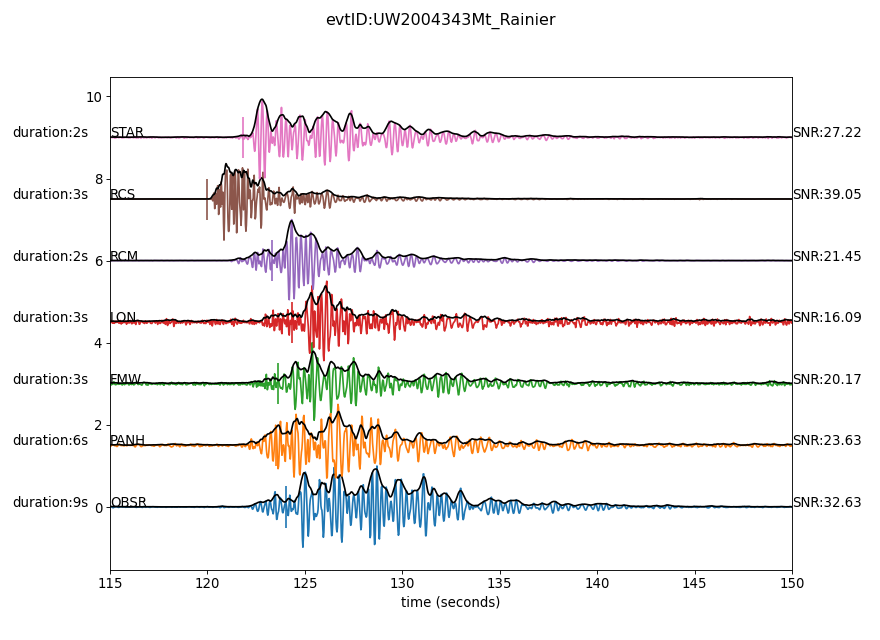 evtID:UW2004343Mt_Rainier
10
duration:2s STAR SNR:27.22
8
duration:3s RCS SNR:39.05
duration:2s RCM SNR:21.45
6
duration:3s LON SNR:16.09
4
duration:3s FMW SNR:20.17
2
duration:6s PANH SNR:23.63
duration:9s OBSR SNR:32.63
0
115 120 125 130 135 140 145 150
time (seconds)